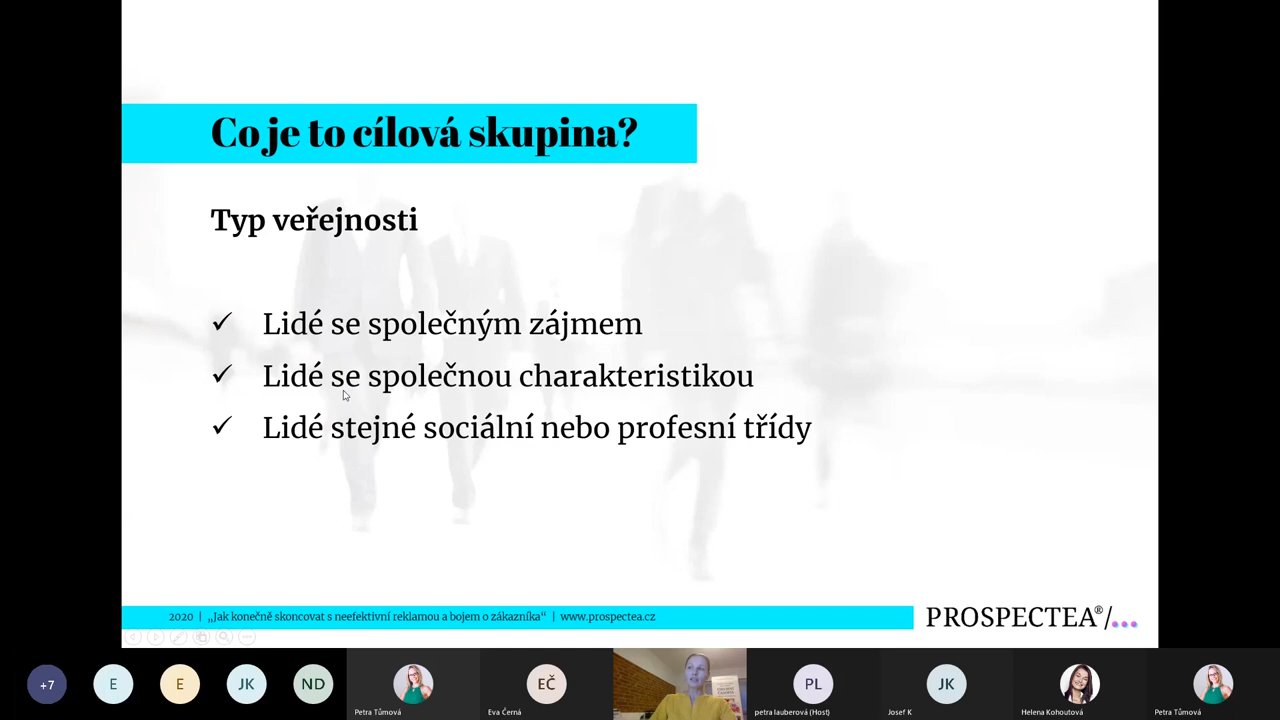 Co je to cílová skupina?
Typ veřejnosti
✓ Lidé se společným zájmem
✓ Lidé se společnou charakteristikou
✓ Lidé stejné sociální nebo profesní třídy
2020 | „Jak konečně skoncovat s neefektivní reklamou a bojem o zákazníka“ | www.prospectea.cz
PROSPECTEA®/...
+7
E
E
JK
ND
Petra Tůmová
EČ
Eva Černá
PL
petra lauberová (Host)
JK
Josef K
Helena Kohoutová
Petra Tůmová